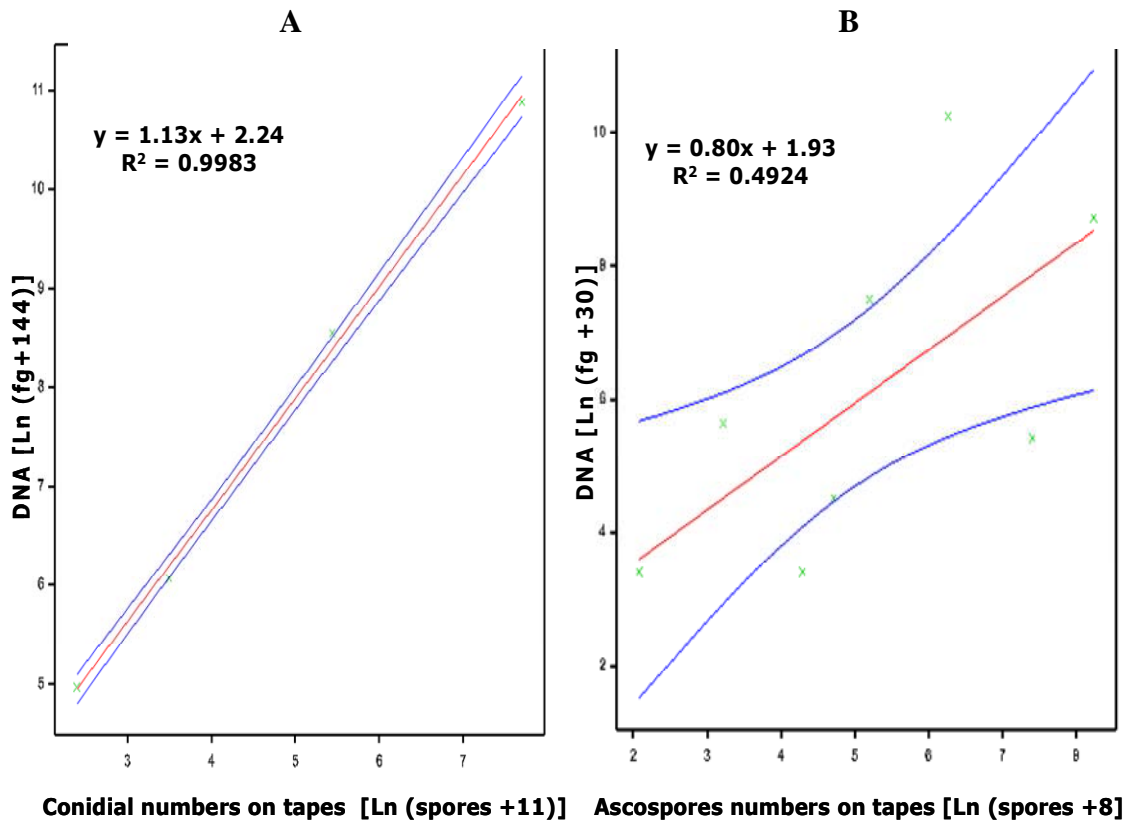 A
B
y = 1.13x + 2.24
R² = 0.9983
y = 0.80x + 1.93
R² = 0.4924
DNA [Ln (fg+144)]
11
10
9
8
7
6
5
3
4
5
6
7
Conidial numbers on tapes [Ln (spores +11)]
DNA [Ln (fg +30)]
10
8
6
4
2
2
3
4
5
6
7
8
Ascospores numbers on tapes [Ln (spores +8]